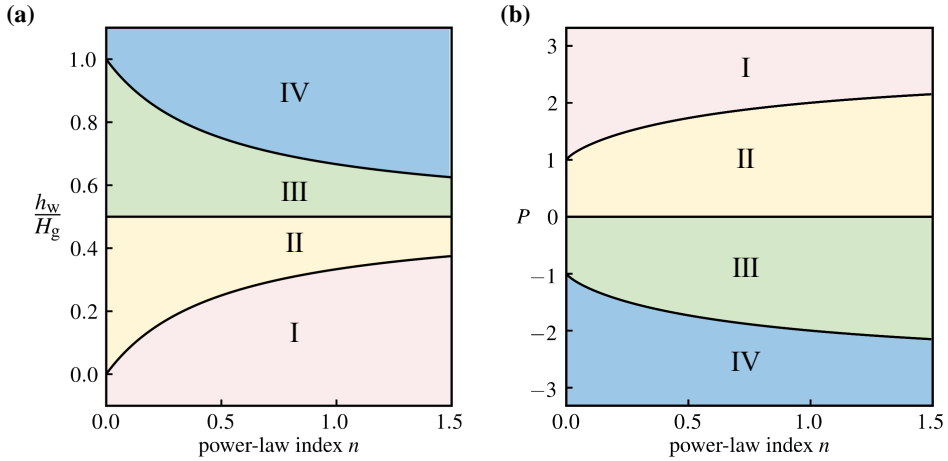 (a)
1.0
0.8
0.6
0.4
0.2
0.0
h_w
H_g
IV
III
II
I
0.0 0.5 1.0 1.5
power-law index n
(b)
3
2
1
0
−1
−2
−3
P
I
II
III
IV
0.0 0.5 1.0 1.5
power-law index n